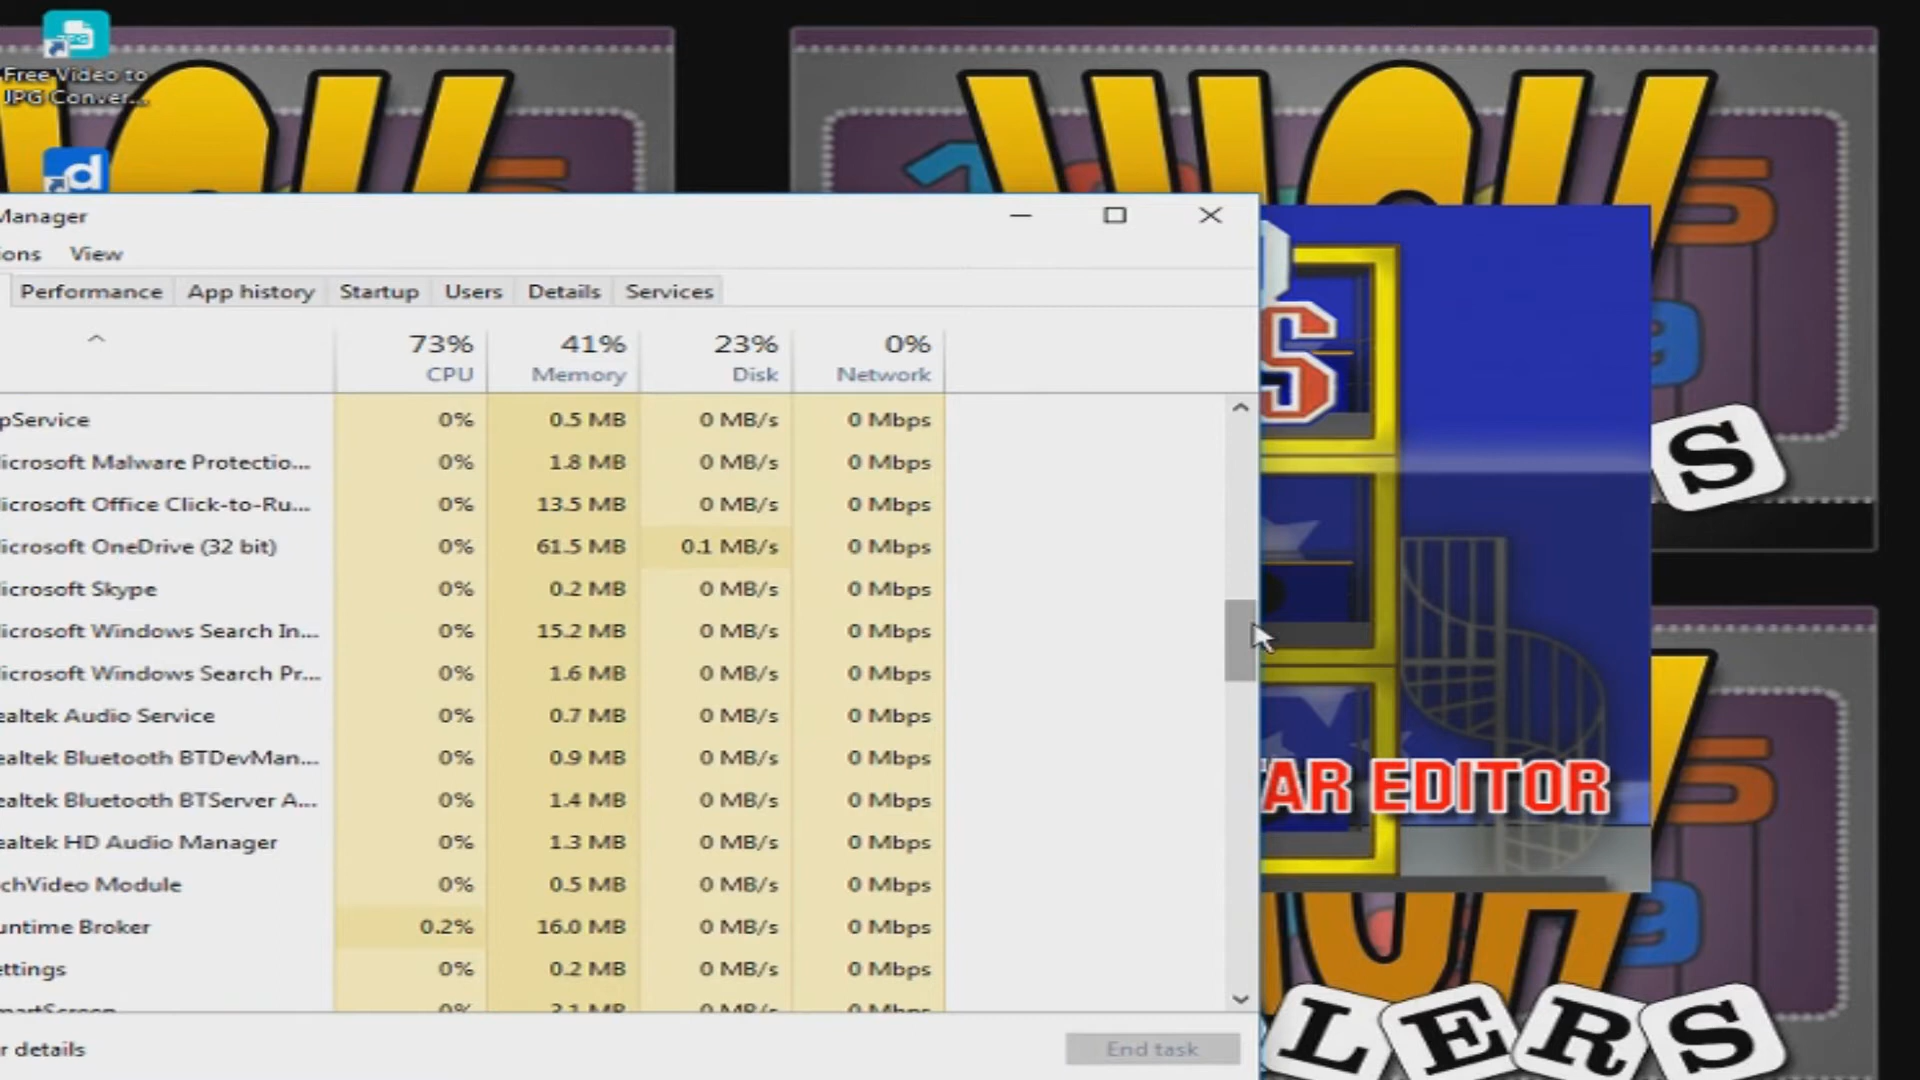 Free Video to
JPG Conver...
Manager
ions View
Performance App history Startup Users Details Services
73% 41% 23% 0%
CPU Memory Disk Network
pService 0% 0.5 MB 0 MB/s 0 Mbps
icrosoft Malware Protectio... 0% 1.8 MB 0 MB/s 0 Mbps
icrosoft Office Click-to-Ru... 0% 13.5 MB 0 MB/s 0 Mbps
icrosoft OneDrive (32 bit) 0% 61.5 MB 0.1 MB/s 0 Mbps
icrosoft Skype 0% 0.2 MB 0 MB/s 0 Mbps
icrosoft Windows Search In... 0% 15.2 MB 0 MB/s 0 Mbps
icrosoft Windows Search Pr... 0% 1.6 MB 0 MB/s 0 Mbps
ealtek Audio Service 0% 0.7 MB 0 MB/s 0 Mbps
ealtek Bluetooth BTDevMan... 0% 0.9 MB 0 MB/s 0 Mbps
ealtek Bluetooth BTServer A... 0% 1.4 MB 0 MB/s 0 Mbps
ealtek HD Audio Manager 0% 1.3 MB 0 MB/s 0 Mbps
chVideo Module 0% 0.5 MB 0 MB/s 0 Mbps
untime Broker 0.2% 16.0 MB 0 MB/s 0 Mbps
ettings 0% 0.2 MB 0 MB/s 0 Mbps
r details End task
S
TAR EDITOR
S
LERS